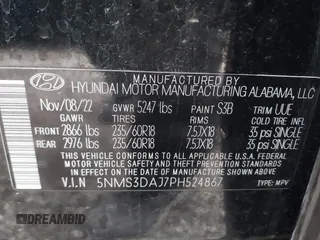 MANUFACTURED BY
HYUNDAI MOTOR MANUFACTURING ALABAMA, LLC
Nov/08/22 GVWR 5247 lbs PAINT S3B TRIM UUE
GAWR TIRES RIMS COLD TIRE INFL
FRONT 2866 lbs 235/60R18 7.5JX18 35 psi SINGLE
REAR 2976 lbs 235/60R18 7.5JX18 35 psi SINGLE
THIS VEHICLE CONFORMS TO ALL APPLICABLE U.S. FEDERAL
MOTOR VEHICLE SAFETY AND THEFT PREVENTION STANDARDS
IN EFFECT ON THE DATE OF MANUFACTURE SHOWN ABOVE.
V.I.N 5NMS3DAJ7PH524867 TYPE: MPV
DREAMBID